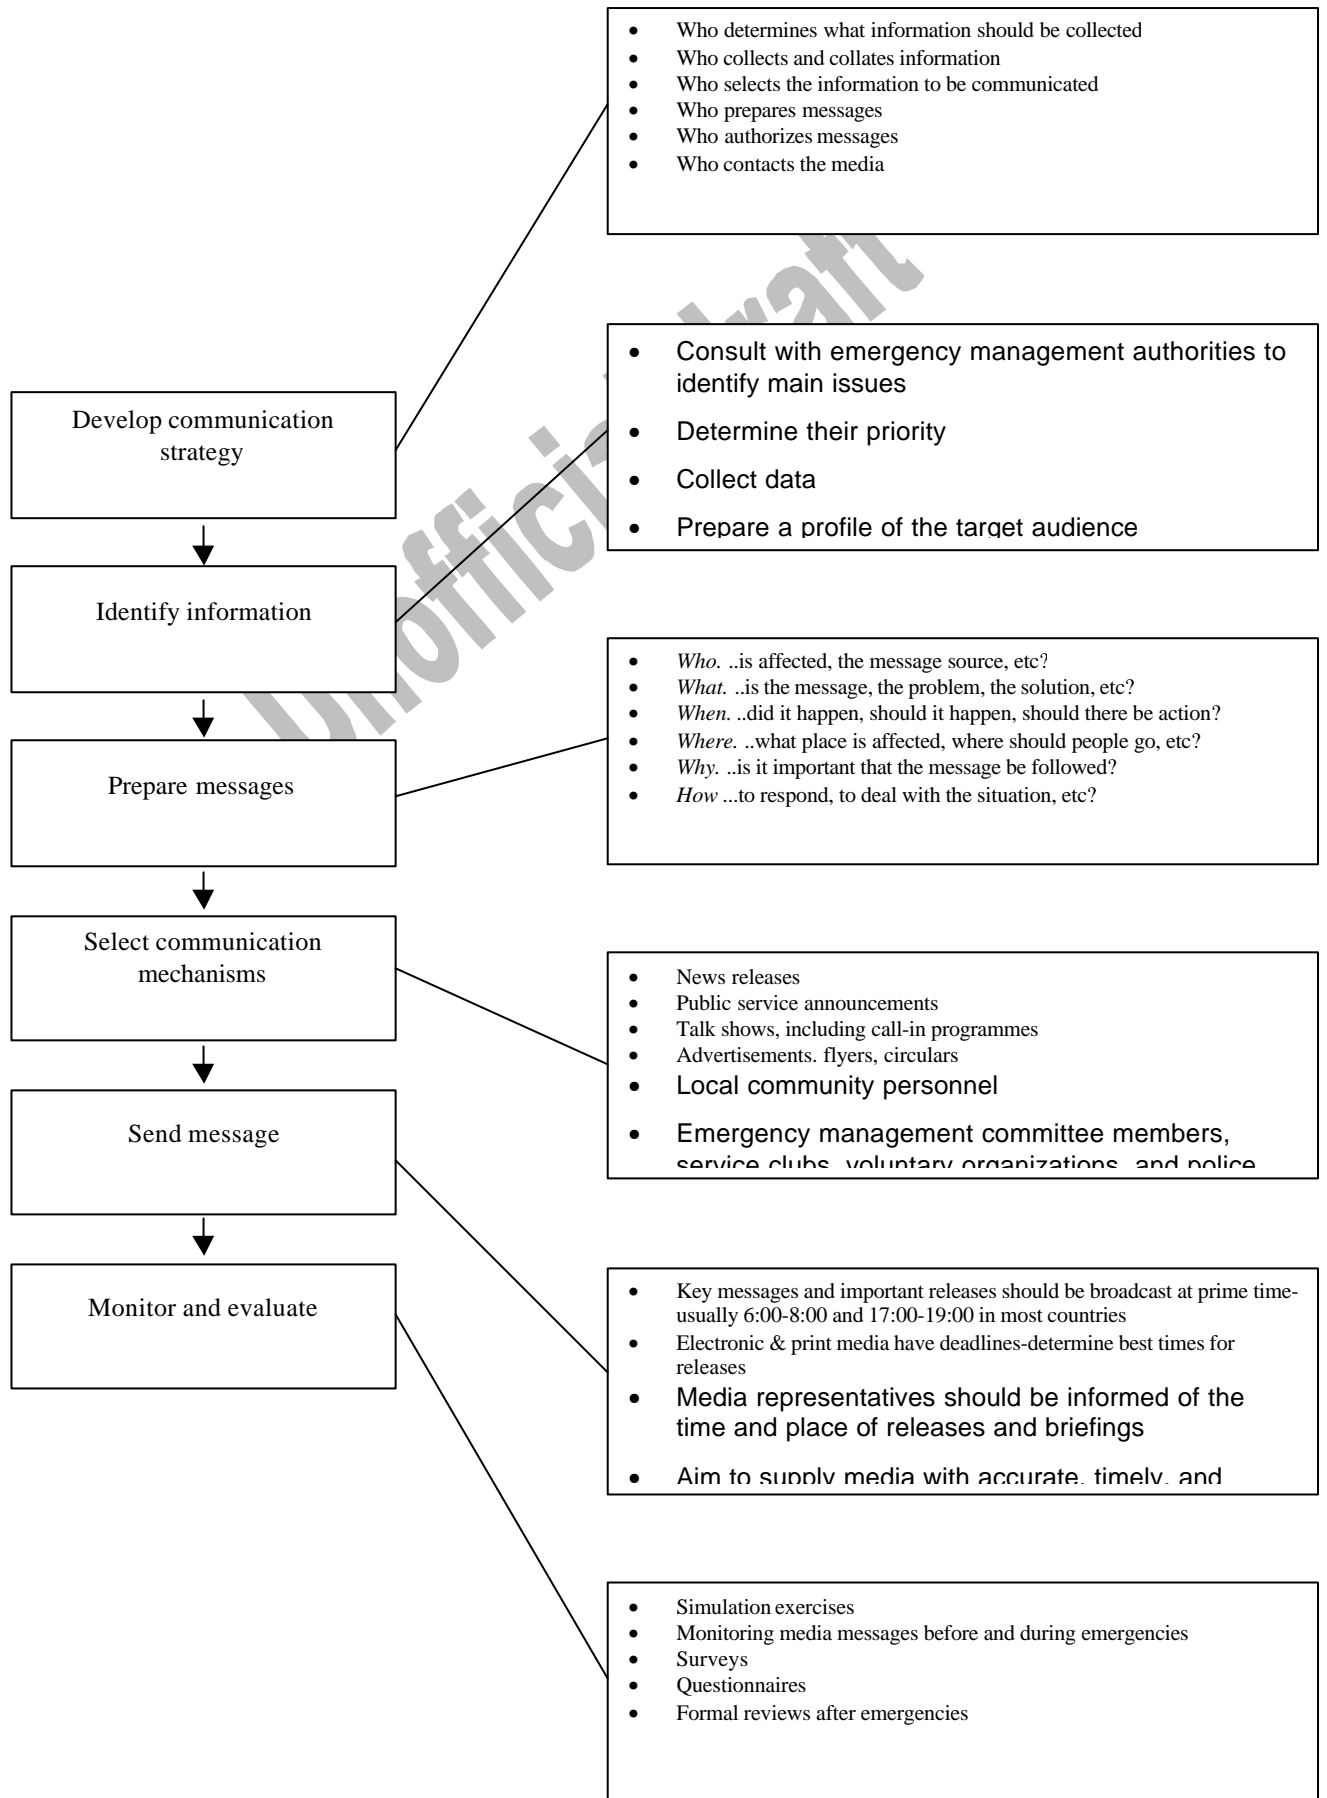 • Who determines what information should be collected
• Who collects and collates information
• Who selects the information to be communicated
• Who prepares messages
• Who authorizes messages
• Who contacts the media
• Consult with emergency management authorities to
identify main issues
• Determine their priority
• Collect data
• Prepare a profile of the target audience
Develop communication
strategy
Identify information
• Who. ..is affected, the message source, etc?
• What. ..is the message, the problem, the solution, etc?
• When. ..did it happen, should it happen, should there be action?
• Where. ..what place is affected, where should people go, etc?
• Why. ..is it important that the message be followed?
• How ...to respond, to deal with the situation, etc?
Prepare messages
Select communication
mechanisms
• News releases
• Public service announcements
• Talk shows, including call-in programmes
• Advertisements. flyers, circulars
• Local community personnel
• Emergency management committee members,
service clubs, voluntary organizations, and police
Send message
Monitor and evaluate
• Key messages and important releases should be broadcast at prime time-
usually 6:00-8:00 and 17:00-19:00 in most countries
• Electronic & print media have deadlines-determine best times for
releases
• Media representatives should be informed of the
time and place of releases and briefings
• Aim to supply media with accurate, timely, and
• Simulation exercises
• Monitoring media messages before and during emergencies
• Surveys
• Questionnaires
• Formal reviews after emergencies
Unofficial draft